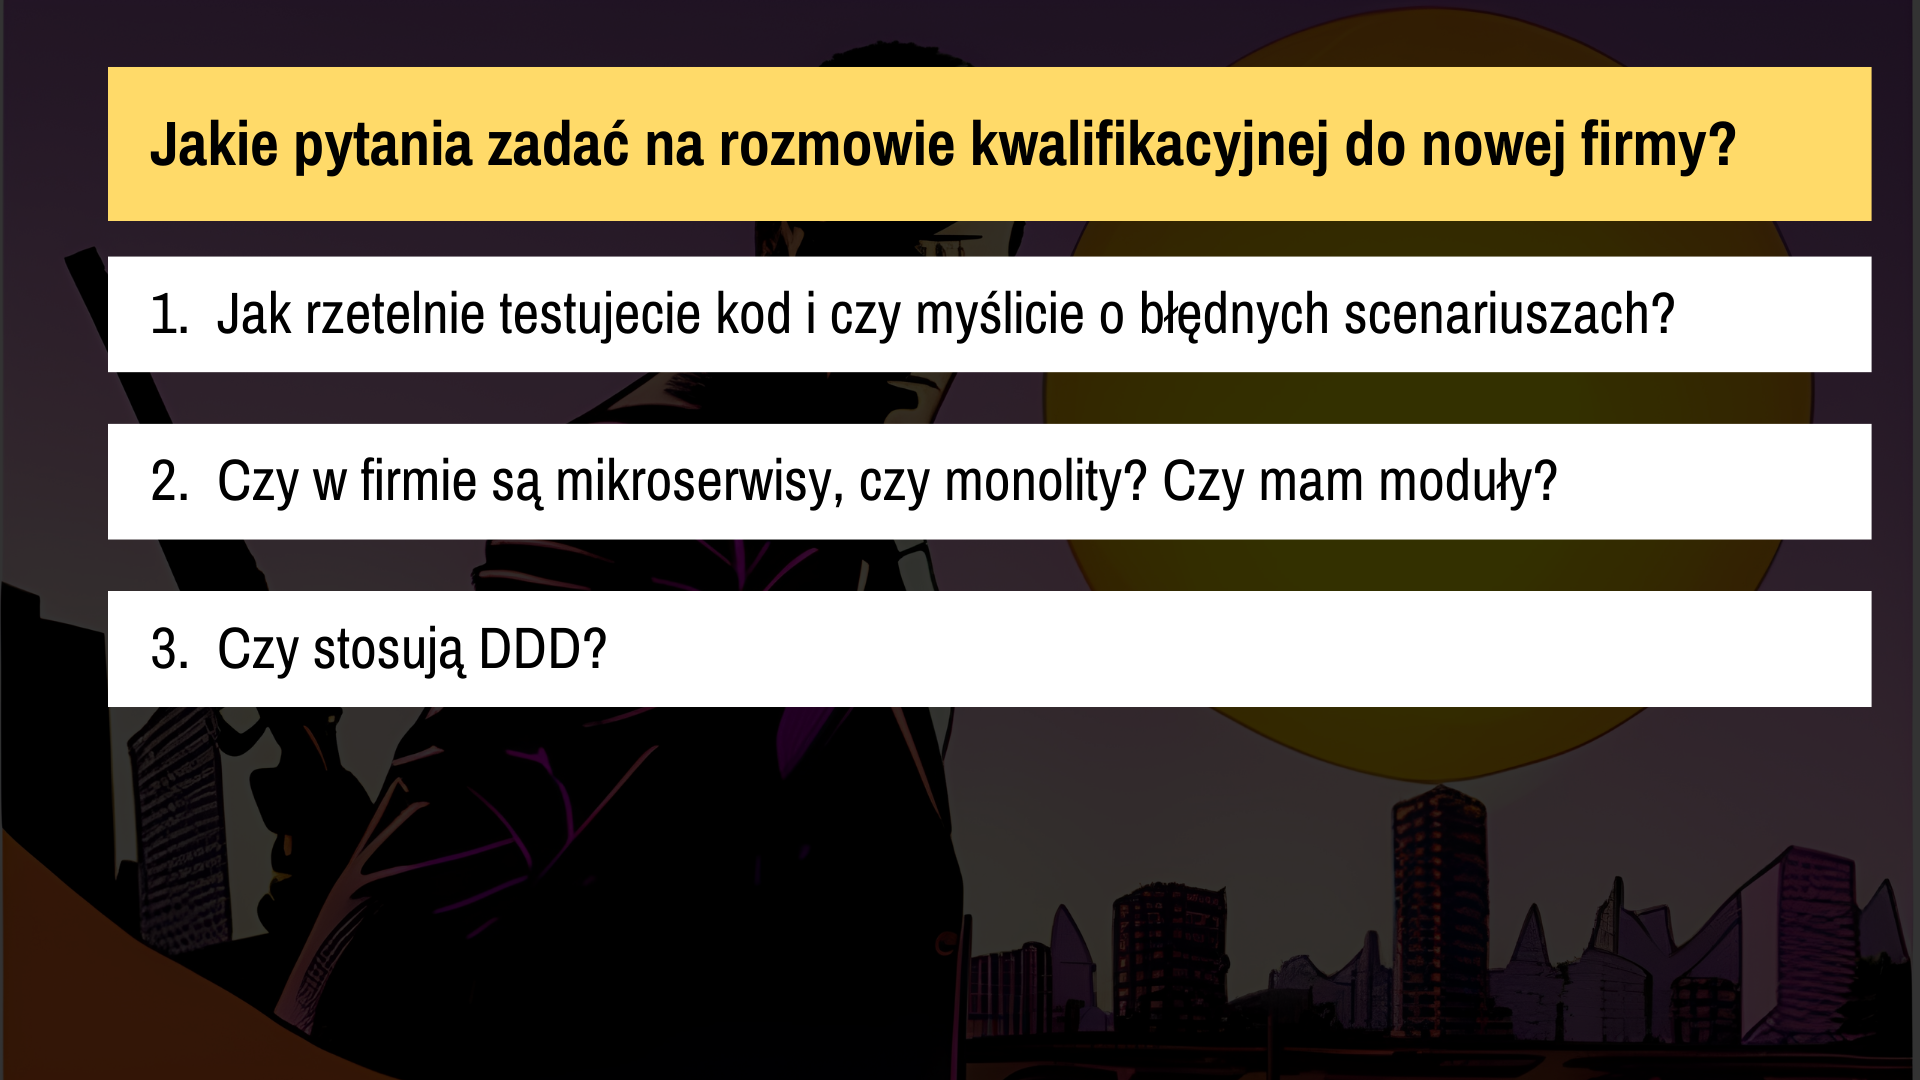 Jakie pytania zadać na rozmowie kwalifikacyjnej do nowej firmy?
1. Jak rzetelnie testujecie kod i czy myślicie o błędnych scenariuszach?
2. Czy w firmie są mikroserwisy, czy monolity? Czy mam moduły?
3. Czy stosują DDD?